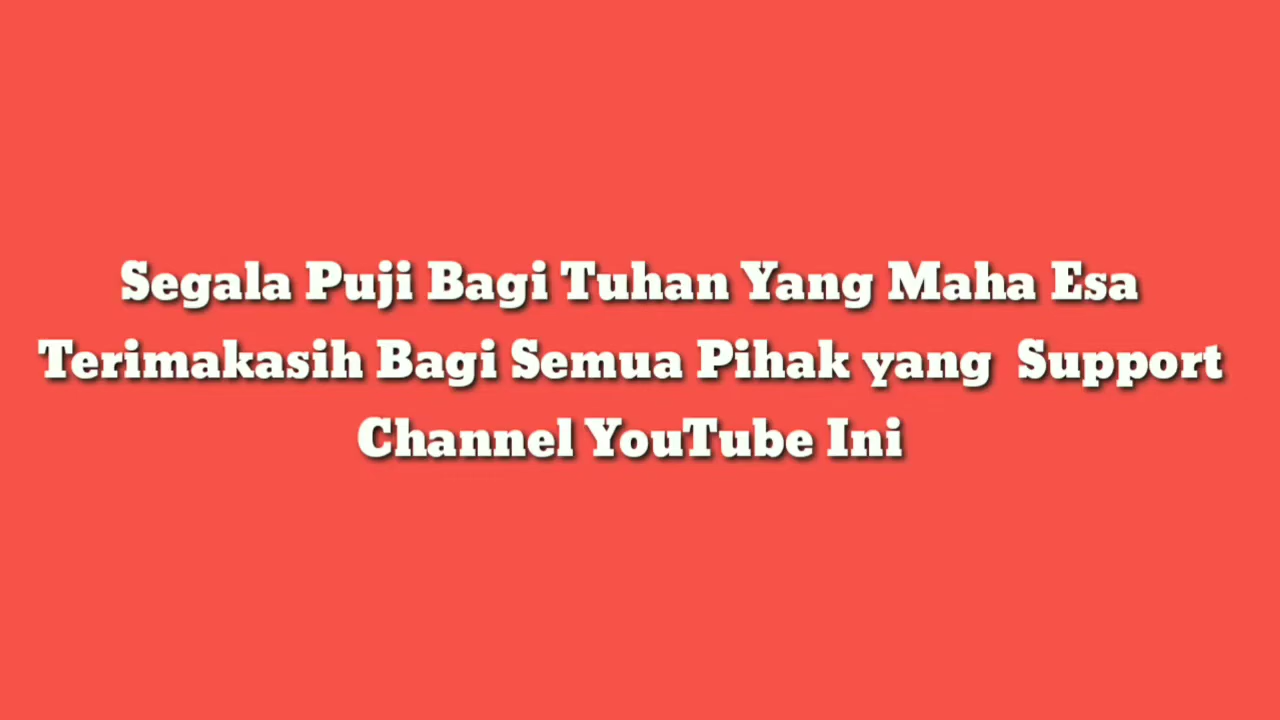 Segala Puji Bagi Tuhan Yang Maha Esa
Terimakasih Bagi Semua Pihak yang  Support
Channel YouTube Ini